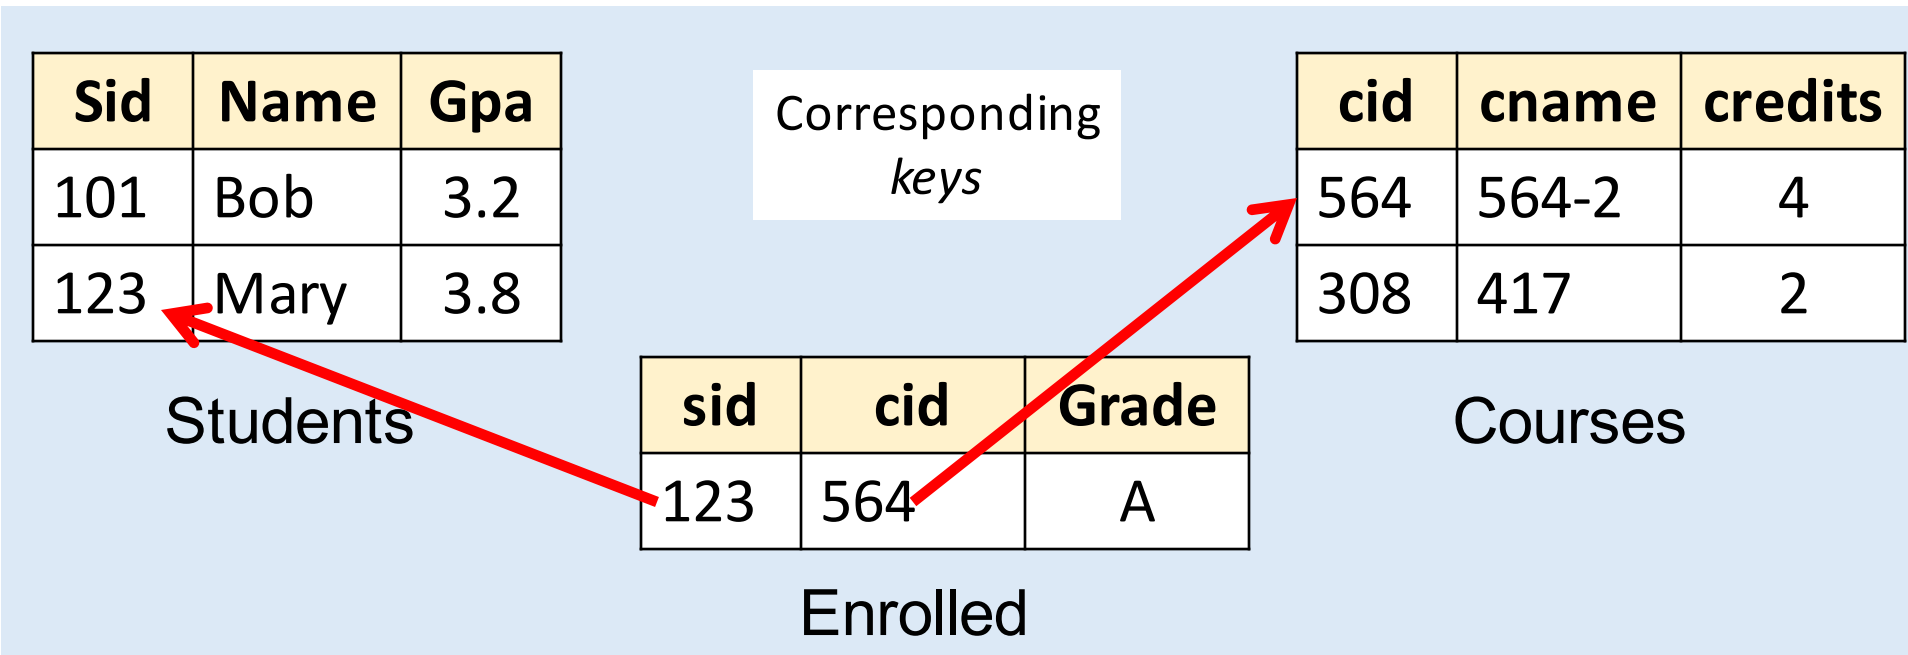 Sid Name Gpa
101 Bob 3.2
123 Mary 3.8
Students
Corresponding
keys
cid cname credits
564 564-2 4
308 417 2
Courses
sid cid Grade
123 564 A
Enrolled